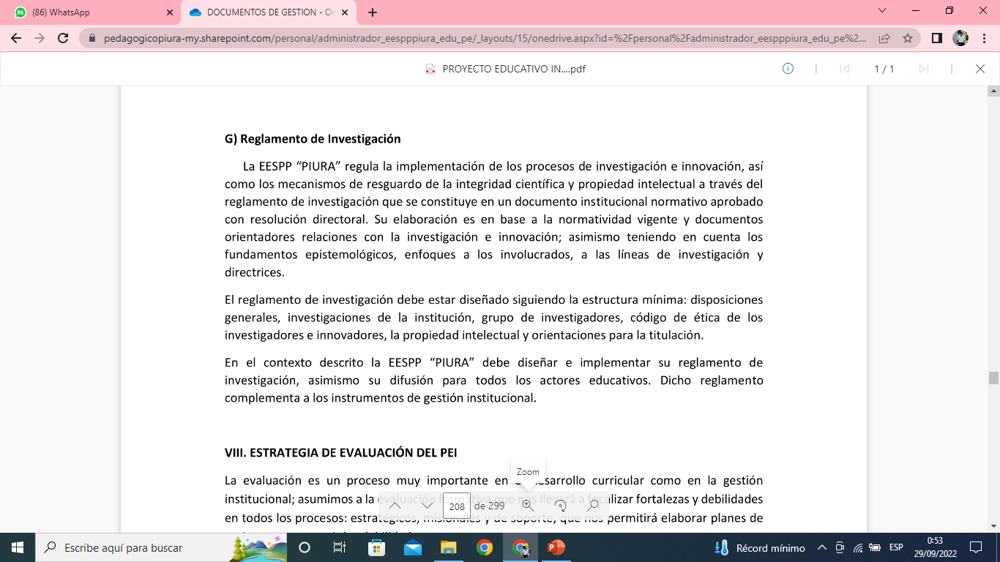 (86) WhatsApp
DOCUMENTOS DE GESTION - On
pedagogicopiura-my.sharepoint.com/personal/administrador_eespppiura_edu_pe/_layouts/15/onedrive.aspx?id=%2Fpersonal%2Fadministrador_eespppiura_edu_pe%2...
PROYECTO EDUCATIVO IN....pdf
1 / 1
G) Reglamento de Investigación
La EESPP “PIURA” regula la implementación de los procesos de investigación e innovación, así
como los mecanismos de resguardo de la integridad científica y propiedad intelectual a través del
reglamento de investigación que se constituye en un documento institucional normativo aprobado
con resolución directoral. Su elaboración es en base a la normatividad vigente y documentos
orientadores relaciones con la investigación e innovación; asimismo teniendo en cuenta los
fundamentos epistemológicos, enfoques a los involucrados, a las líneas de investigación y
directrices.
El reglamento de investigación debe estar diseñado siguiendo la estructura mínima: disposiciones
generales, investigaciones de la institución, grupo de investigadores, código de ética de los
investigadores e innovadores, la propiedad intelectual y orientaciones para la titulación.
En el contexto descrito la EESPP “PIURA” debe diseñar e implementar su reglamento de
investigación, asimismo su difusión para todos los actores educativos. Dicho reglamento
complementa a los instrumentos de gestión institucional.
VIII. ESTRATEGIA DE EVALUACIÓN DEL PEI
Zoom
La evaluación es un proceso muy importante en desarrollo curricular como en la gestión
institucional; asumimos a la evaluación formativa que nos llevará a focalizar fortalezas y debilidades
208 de 299
en todos los procesos: estratégicos, misionales y de soporte, que nos permitirá elaborar planes de
Escribe aquí para buscar
Récord mínimo
ESP
0:53
29/09/2022